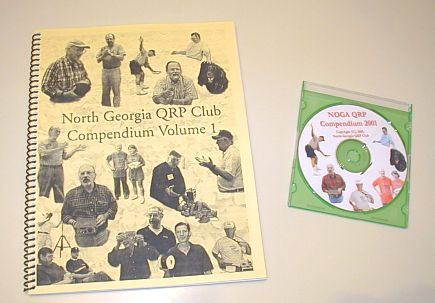 North Georgia QRP Club
Compendium Volume 1
NOGA QRP
Compendium 2001
North Georgia QRP Club